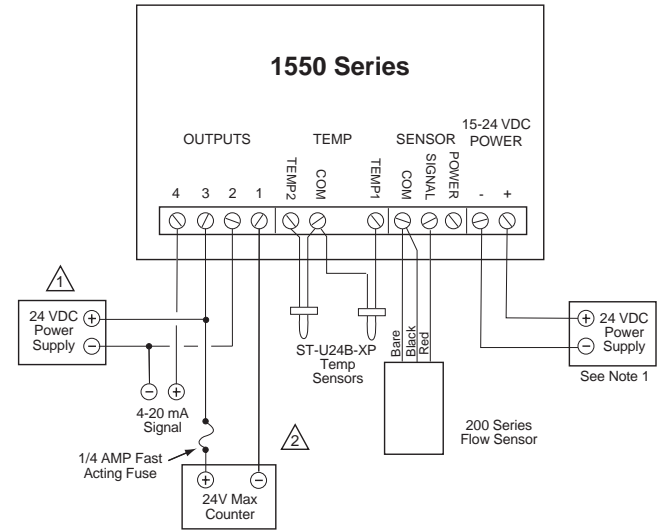 1550 Series
15-24 VDC
POWER
OUTPUTS
TEMP
SENSOR
TEMP2
COM
TEMP1
COM
SIGNAL
POWER
4 3 2 1
- +
1
24 VDC
Power
Supply
+
−
− +
4-20 mA
Signal
ST-U24B-XP
Temp
Sensors
Bare
Black
Red
+
−
24 VDC
Power
Supply
See Note 1
200 Series
Flow Sensor
2
1/4 AMP Fast
Acting Fuse
+ −
24V Max
Counter